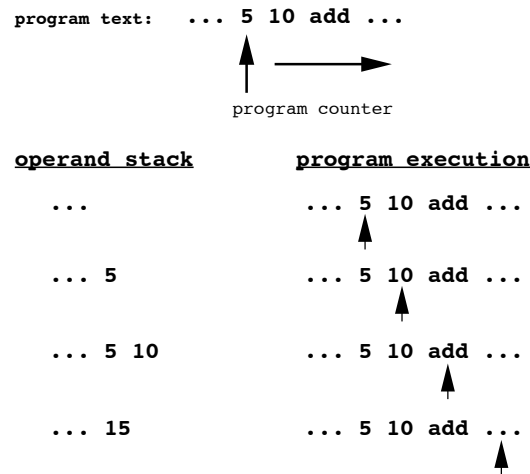 program text: ... 5 10 add ...
program counter
operand stack program execution
... ... 5 10 add ...
... 5 ... 5 10 add ...
... 5 10 ... 5 10 add ...
... 15 ... 5 10 add ...